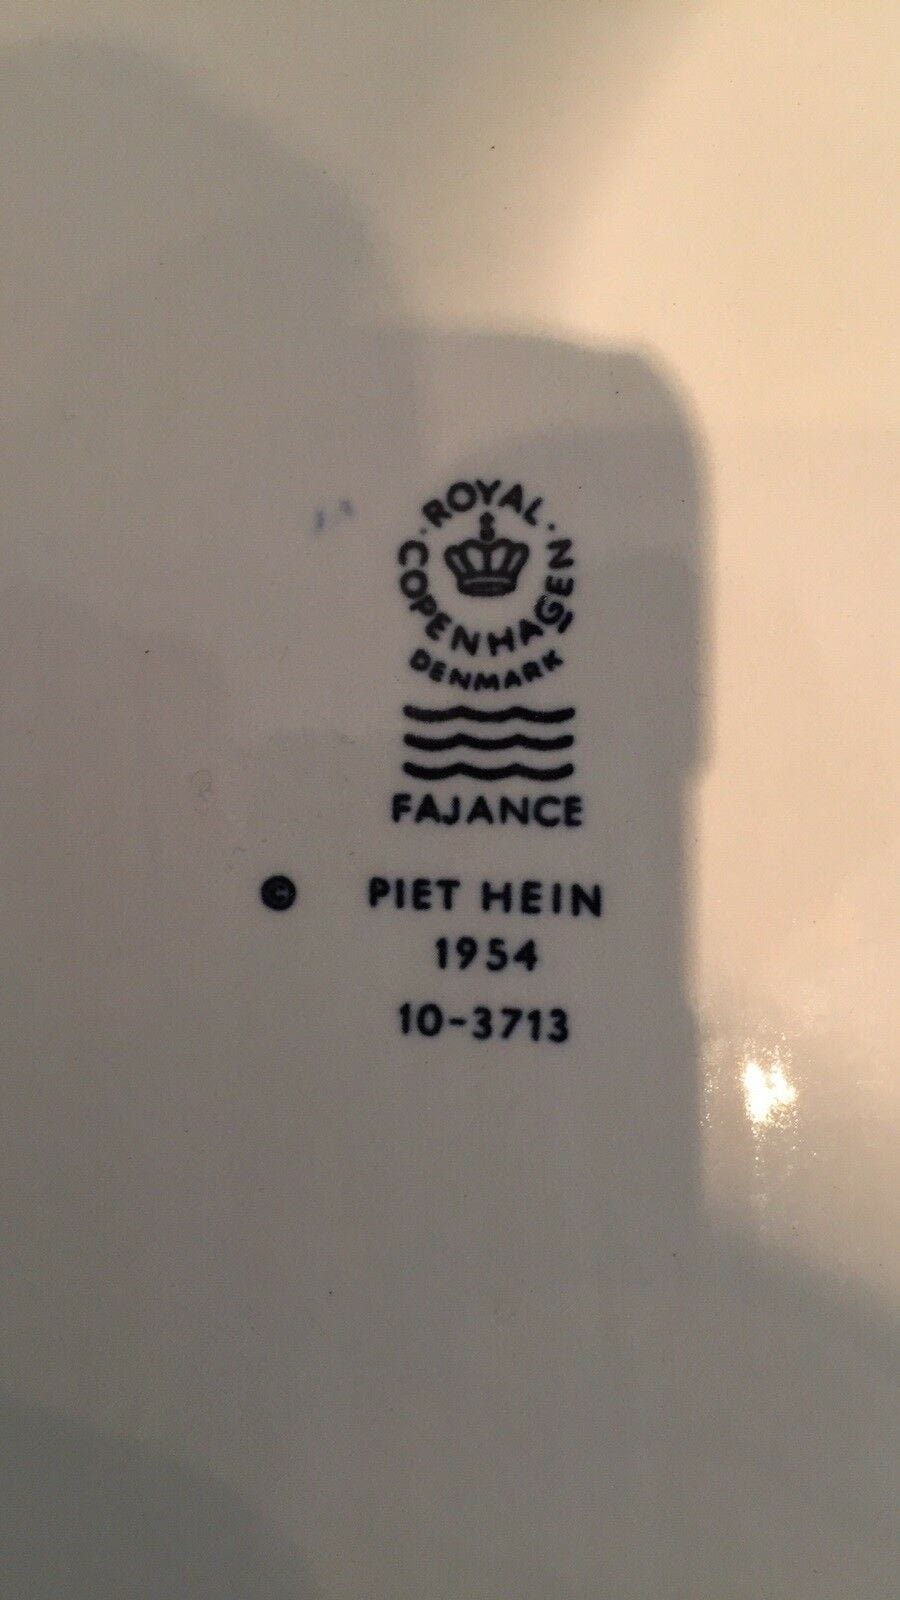 ROYAL
COPENHAGEN
DENMARK
FAJANCE
© PIET HEIN
1954
10-3713